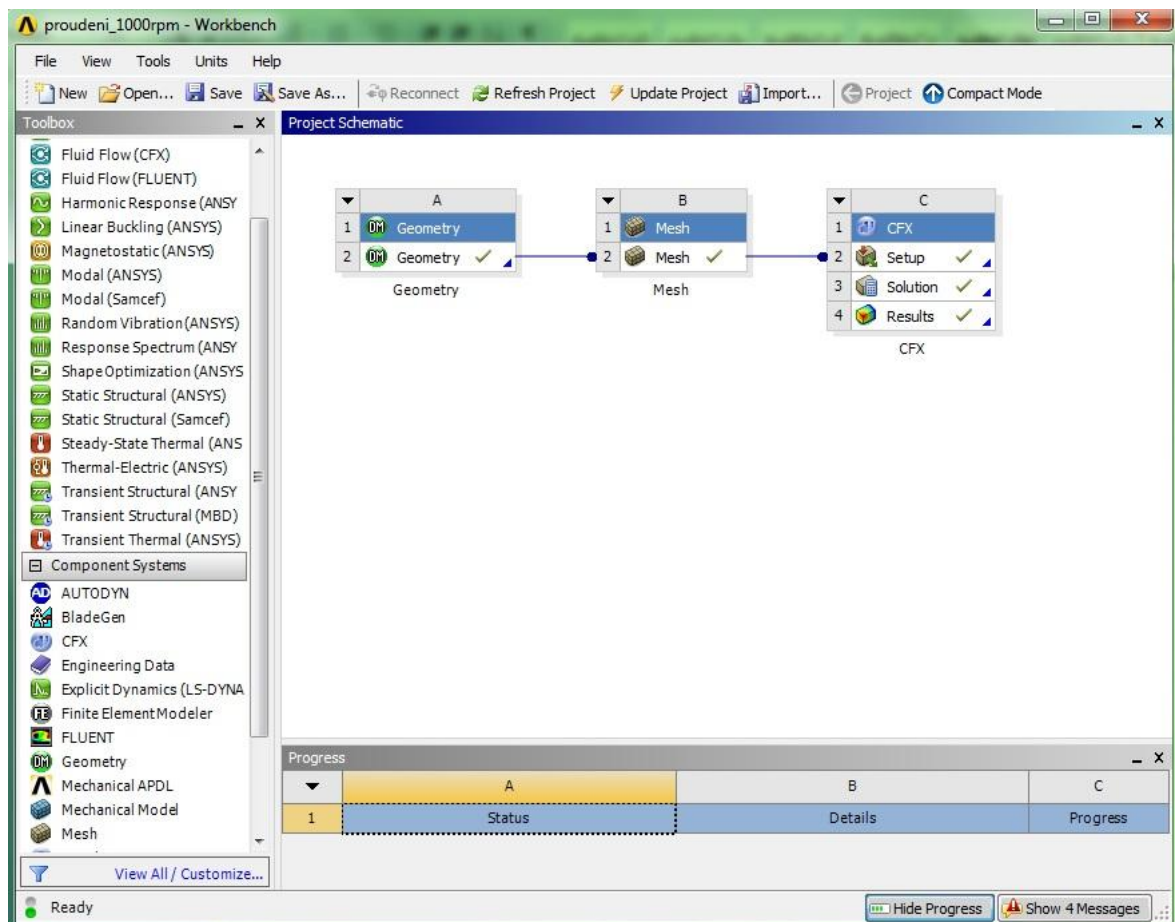 proudeni_1000rpm - Workbench
File View Tools Units Help
New Open... Save Save As... Reconnect Refresh Project Update Project Import... Project Compact Mode
Toolbox
Fluid Flow (CFX)
Fluid Flow (FLUENT)
Harmonic Response (ANSY
Linear Buckling (ANSYS)
Magnetostatic (ANSYS)
Modal (ANSYS)
Modal (Samcef)
Random Vibration (ANSYS)
Response Spectrum (ANSY
Shape Optimization (ANSYS
Static Structural (ANSYS)
Static Structural (Samcef)
Steady-State Thermal (ANS
Thermal-Electric (ANSYS)
Transient Structural (ANSY
Transient Structural (MBD)
Transient Thermal (ANSYS)
Component Systems
AUTODYN
BladeGen
CFX
Engineering Data
Explicit Dynamics (LS-DYNA
Finite Element Modeler
FLUENT
Geometry
Mechanical APDL
Mechanical Model
Mesh
View All / Customize...
Project Schematic
A
1 DM Geometry
2 DM Geometry
Geometry
B
1 Mesh
2 Mesh
Mesh
C
1 CFX
2 Setup
3 Solution
4 Results
CFX
Progress
A B C
1 Status Details Progress
Ready Hide Progress Show 4 Messages